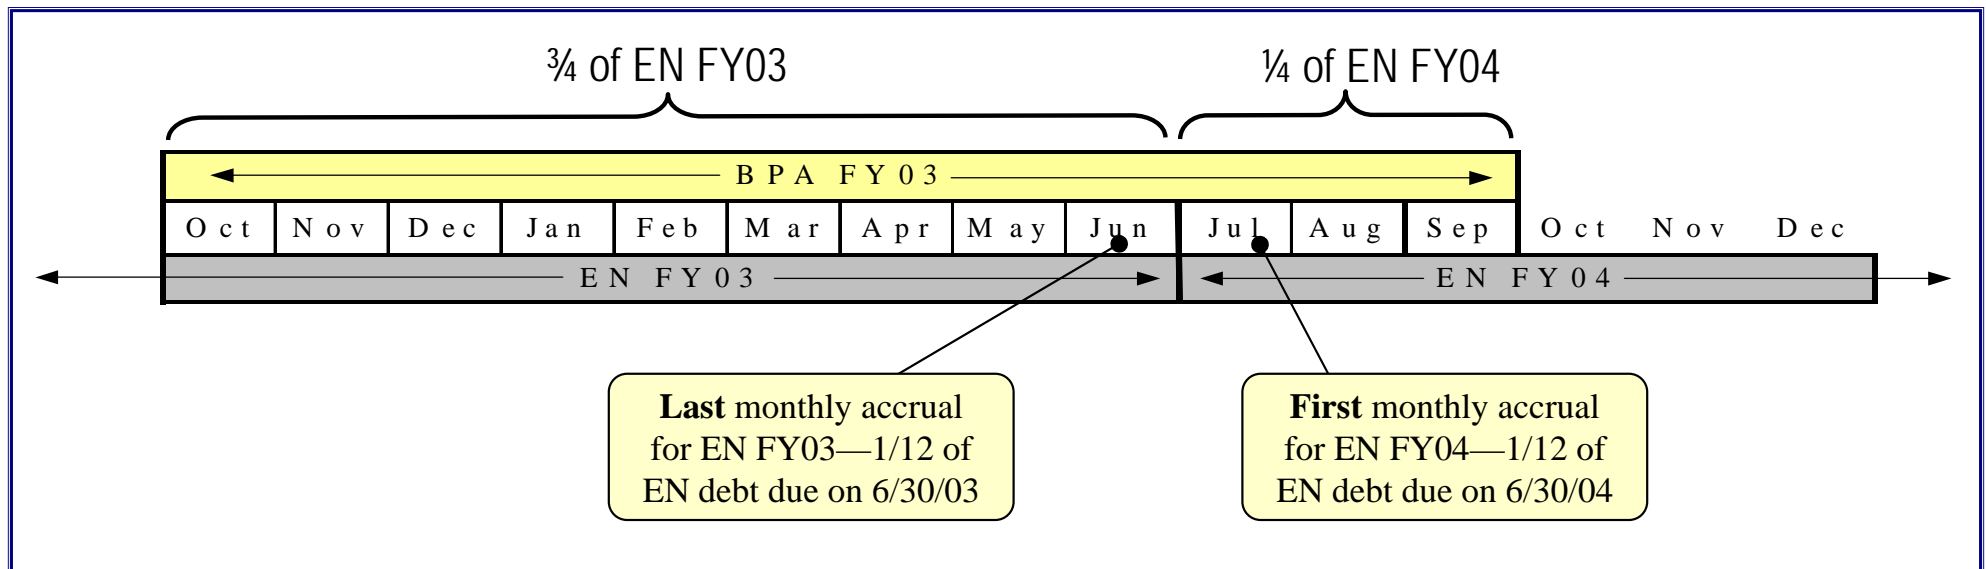 ¾ of EN FY03 ¼ of EN FY04
BPA FY03
Oct Nov Dec Jan Feb Mar Apr May Jun Jul Aug Sep Oct Nov Dec
EN FY03 EN FY04
Last monthly accrual
for EN FY03—1/12 of
EN debt due on 6/30/03
First monthly accrual
for EN FY04—1/12 of
EN debt due on 6/30/04